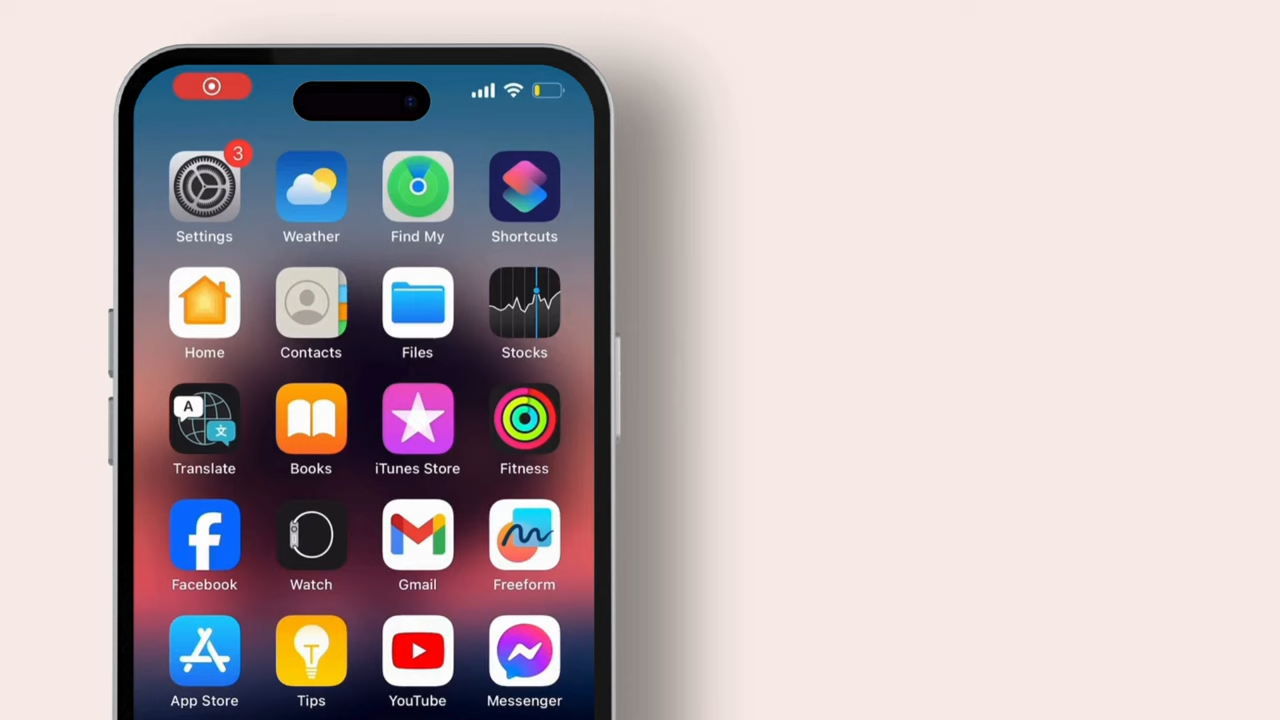 3
Settings
Weather
Find My
Shortcuts
Home
Contacts
Files
Stocks
A
文
Translate
Books
iTunes Store
Fitness
Facebook
Watch
Gmail
Freeform
App Store
Tips
YouTube
Messenger